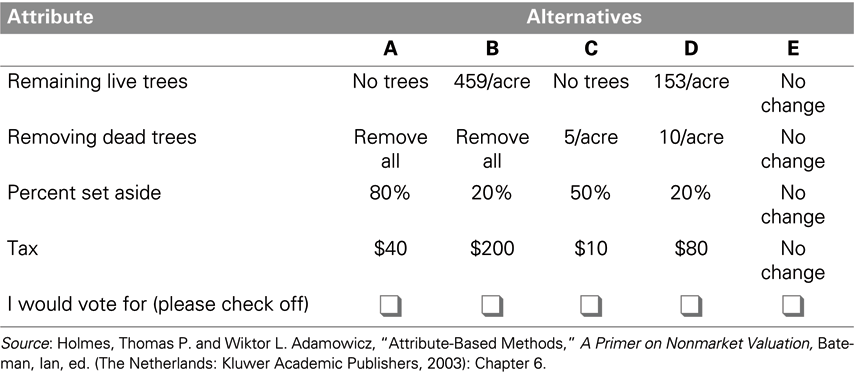 Attribute Alternatives
A B C D E
Remaining live trees No trees 459/acre No trees 153/acre No
change
Removing dead trees Remove Remove 5/acre 10/acre No
all all change
Percent set aside 80% 20% 50% 20% No
change
Tax $40 $200 $10 $80 No
change
I would vote for (please check off)
Source: Holmes, Thomas P. and Wiktor L. Adamowicz, “Attribute-Based Methods,” A Primer on Nonmarket Valuation, Bate-
man, Ian, ed. (The Netherlands: Kluwer Academic Publishers, 2003): Chapter 6.